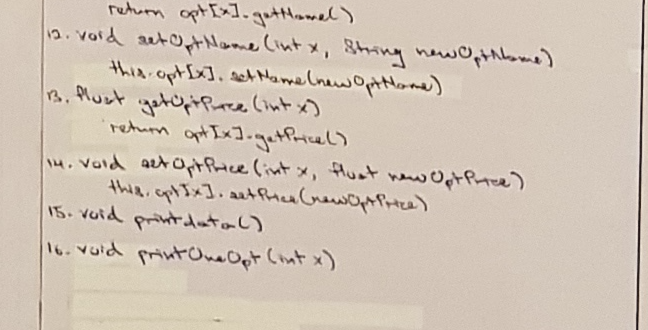 return opt[x].getName()
12. void setOptName(int x, String newOptName)
this.opt[x].setName(newOptName)
13. float getOptPrice(int x)
return opt[x].getPrice()
14. void setOptPrice(int x, float newOptPrice)
this.opt[x].setPrice(newOptPrice)
15. void printdata()
16. void printOneOpt(int x)